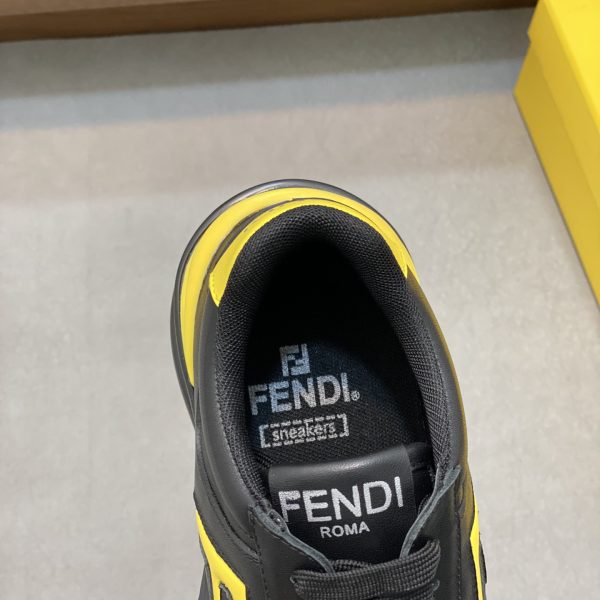 FENDI®
[sneakers]
FENDI
ROMA